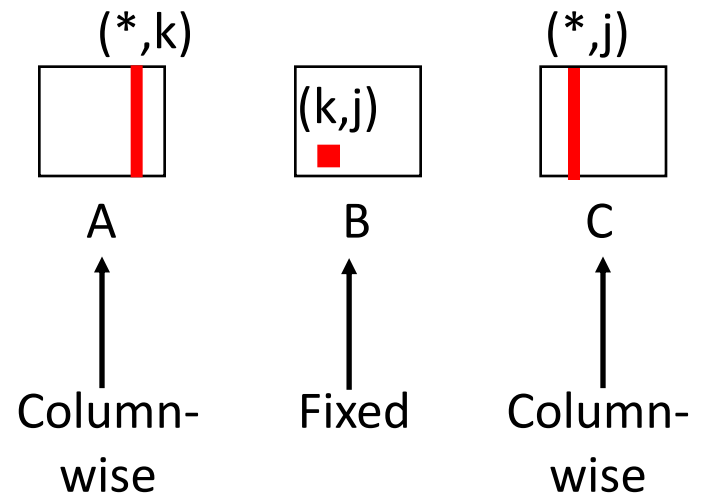 (*,k)
(*,j)
(k,j)
A
B
C
Column-
wise
Fixed
Column-
wise